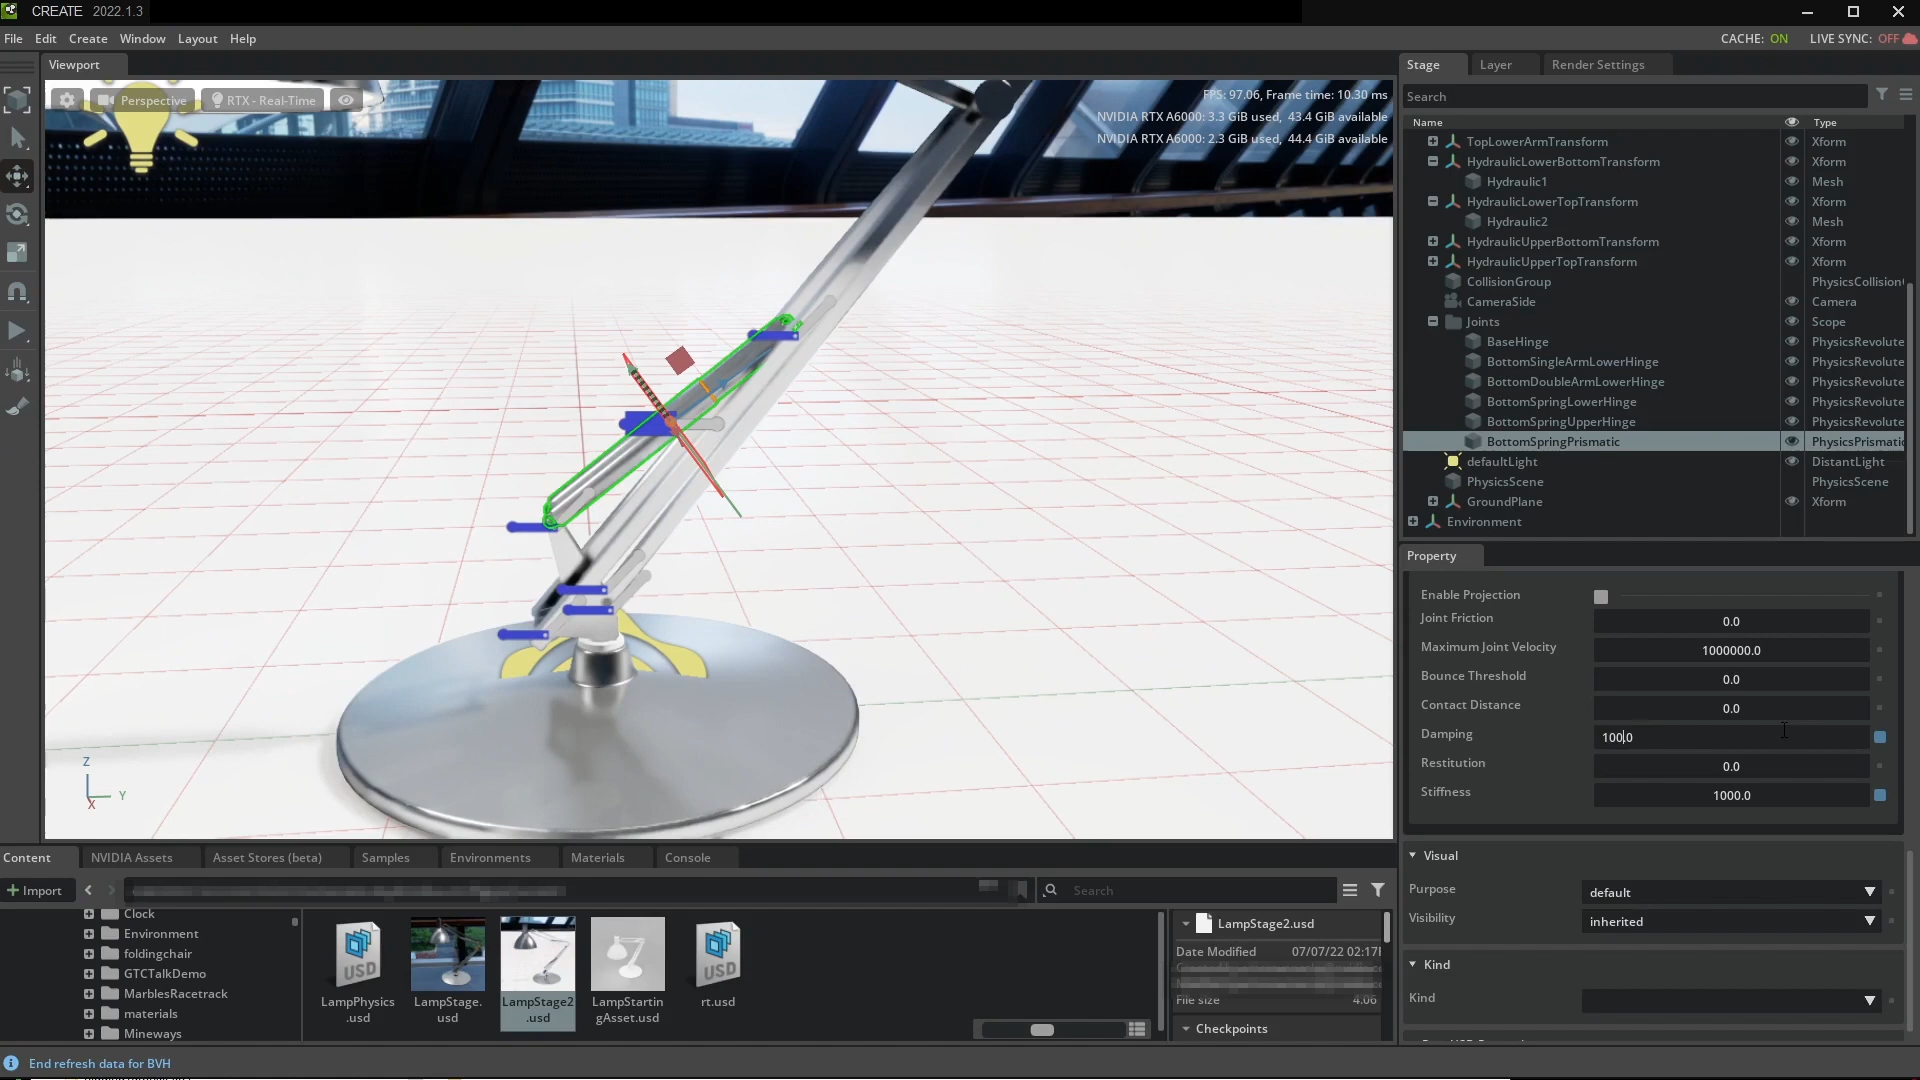 CREATE 2022.1.3
File Edit Create Window Layout Help
CACHE: ON LIVE SYNC: OFF
Viewport
Perspective
RTX - Real-Time
FPS: 97.06, Frame time: 10.30 ms
NVIDIA RTX A6000: 3.3 GiB used, 43.4 GiB available
NVIDIA RTX A6000: 2.3 GiB used, 44.4 GiB available
Z
Y
X
Stage Layer Render Settings
Search
Name Type
TopLowerArmTransform Xform
HydraulicLowerBottomTransform Xform
Hydraulic1 Mesh
HydraulicLowerTopTransform Xform
Hydraulic2 Mesh
HydraulicUpperBottomTransform Xform
HydraulicUpperTopTransform Xform
CollisionGroup PhysicsCollision
CameraSide Camera
Joints Scope
BaseHinge PhysicsRevolute
BottomSingleArmLowerHinge PhysicsRevolute
BottomDoubleArmLowerHinge PhysicsRevolute
BottomSpringLowerHinge PhysicsRevolute
BottomSpringUpperHinge PhysicsRevolute
BottomSpringPrismatic PhysicsPrismatic
defaultLight DistantLight
PhysicsScene PhysicsScene
GroundPlane Xform
Environment
Property
Enable Projection
Joint Friction 0.0
Maximum Joint Velocity 1000000.0
Bounce Threshold 0.0
Contact Distance 0.0
Damping 100.0
Restitution 0.0
Stiffness 1000.0
Visual
Purpose default
Visibility inherited
Kind
Kind
Content NVIDIA Assets Asset Stores (beta) Samples Environments Materials Console
Import
Search
Clock
Environment
foldingchair
GTCTalkDemo
MarblesRacetrack
materials
Mineways
USD
LampPhysics
.usd
LampStage.
usd
LampStage2
.usd
LampStartin
gAsset.usd
USD
rt.usd
LampStage2.usd
Date Modified 07/07/22 02:17
File size 4.06
Checkpoints
End refresh data for BVH